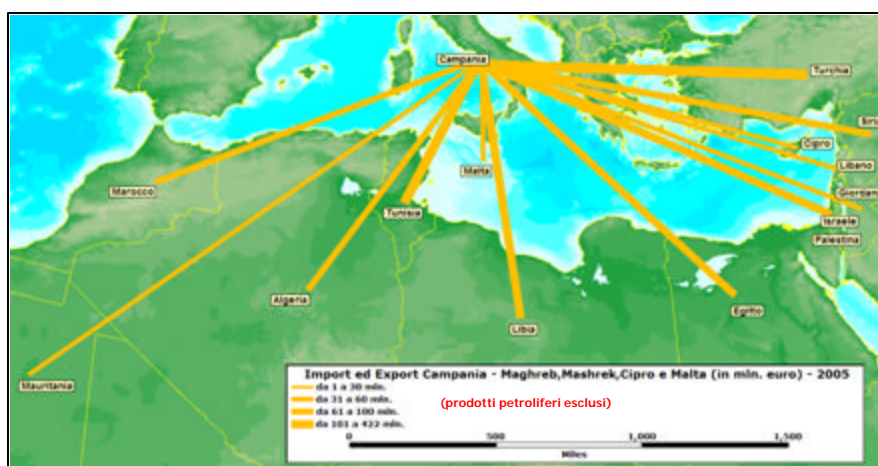 Campania
Turchia
Siri
Cipro
Libano
Malta
Marocco
Giordan
Tunisia
Israele
Palestina
Algeria
Egitto
Libia
Mauritania
Import ed Export Campania - Maghreb,Mashrek,Cipro e Malta (in mln. euro) - 2005
da 1 a 30 mln.
da 31 a 60 mln.
(prodotti petroliferi esclusi)
da 61 a 100 mln.
da 101 a 422 mln.
0 500 1,000 1,500
Miles